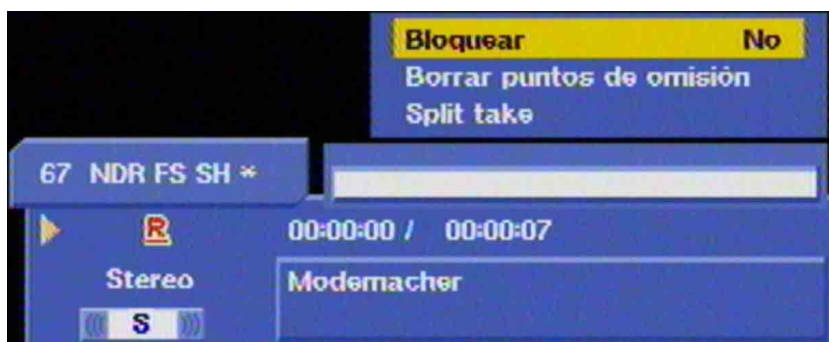 Bloquear No
Borrar puntos de omisión
Split take
67 NDR FS SH *
R 00:00:00 / 00:00:07
Stereo Modemacher
S